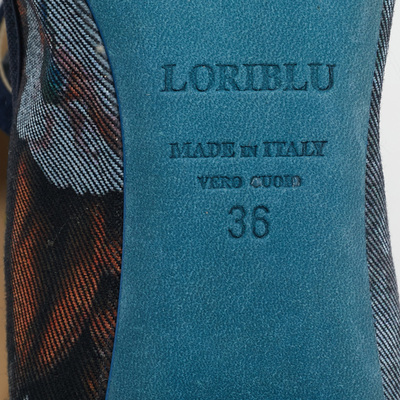 LORIBLU
MADE IN ITALY
VERO CUOIO
36